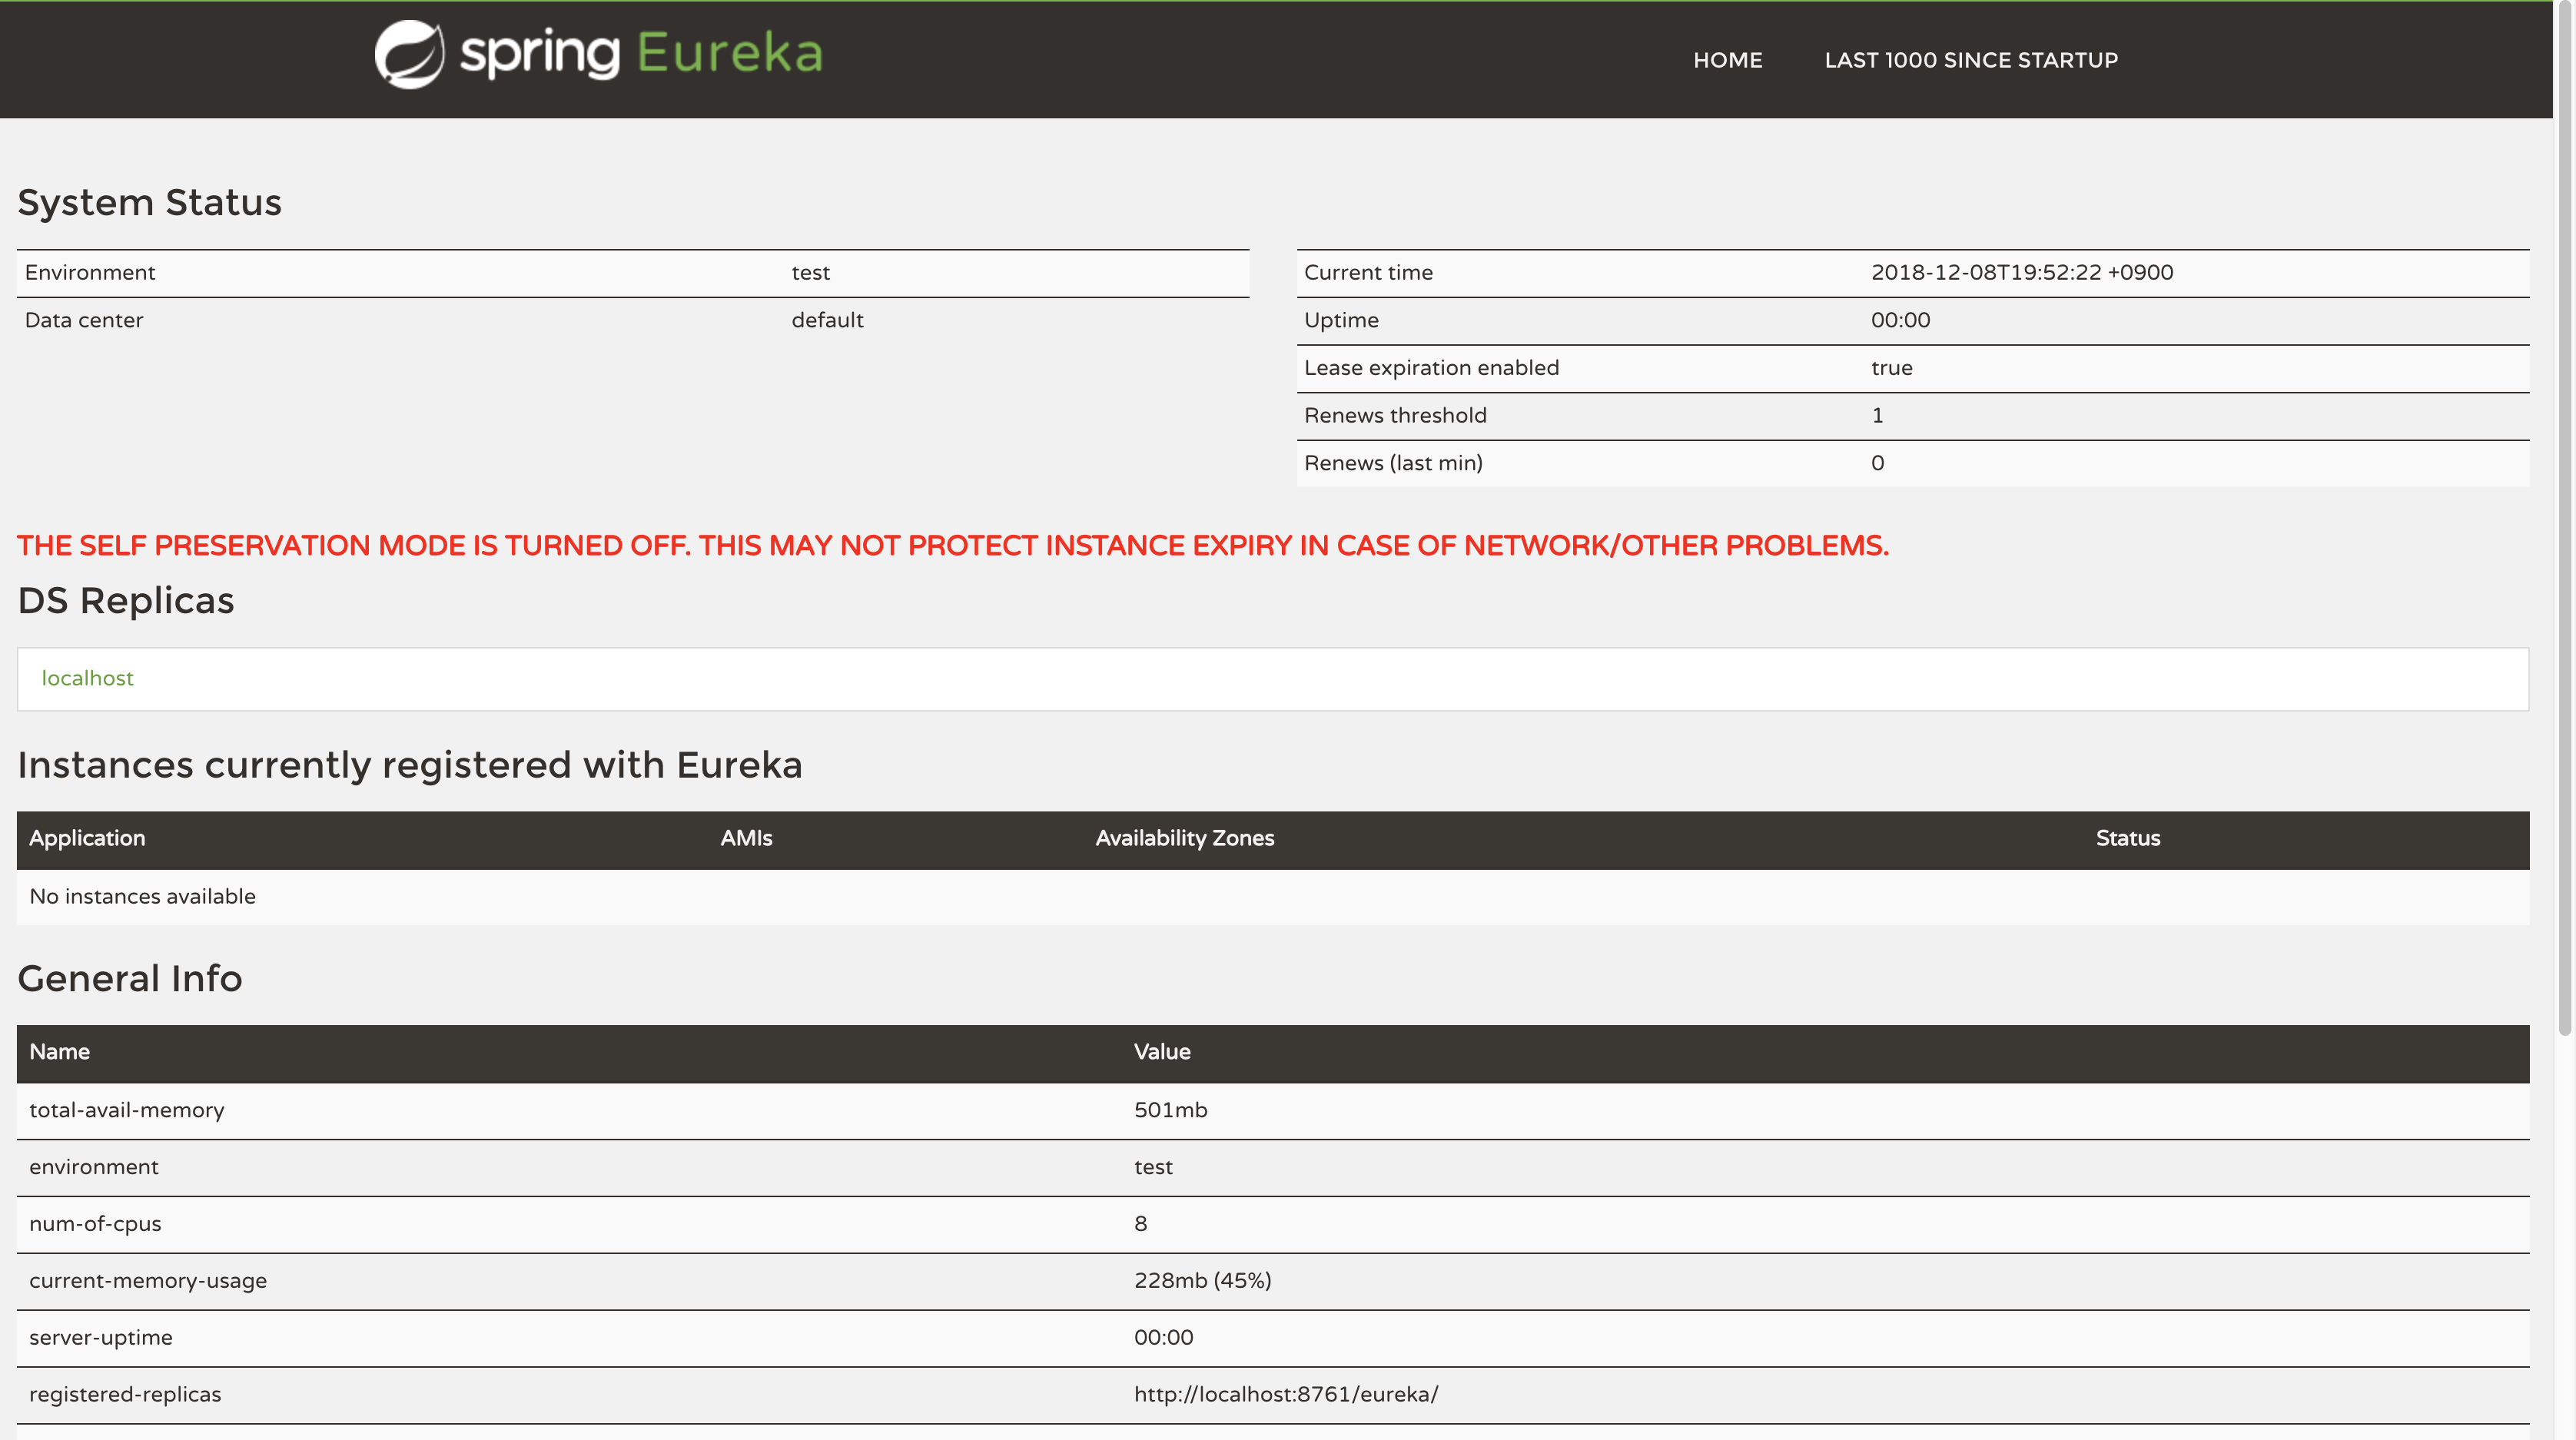 spring Eureka
HOME LAST 1000 SINCE STARTUP
System Status
Environment test
Data center default
Current time 2018-12-08T19:52:22 +0900
Uptime 00:00
Lease expiration enabled true
Renews threshold 1
Renews (last min) 0
THE SELF PRESERVATION MODE IS TURNED OFF. THIS MAY NOT PROTECT INSTANCE EXPIRY IN CASE OF NETWORK/OTHER PROBLEMS.
DS Replicas
localhost
Instances currently registered with Eureka
Application AMIs Availability Zones Status
No instances available
General Info
Name Value
total-avail-memory 501mb
environment test
num-of-cpus 8
current-memory-usage 228mb (45%)
server-uptime 00:00
registered-replicas http://localhost:8761/eureka/